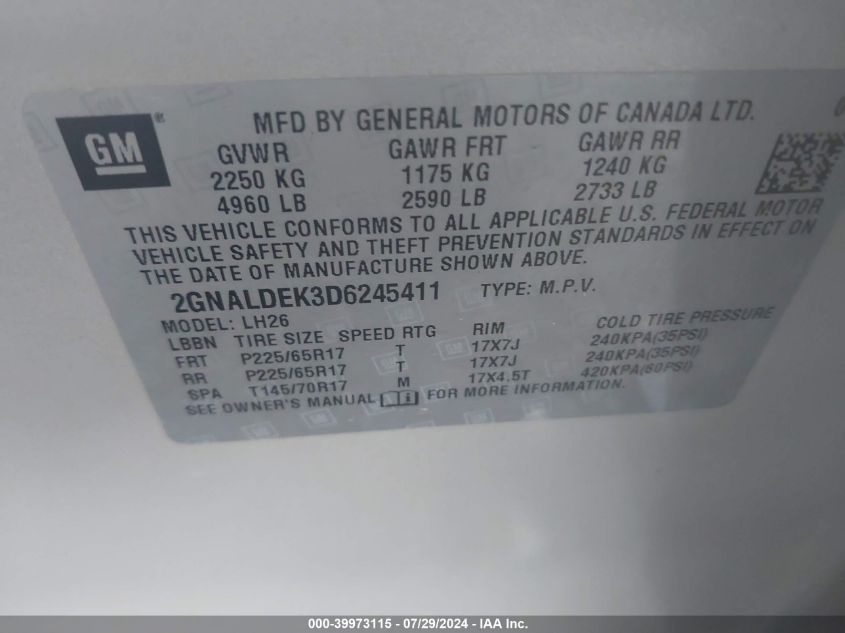 MFD BY GENERAL MOTORS OF CANADA LTD. 0
GM®
GVWR GAWR FRT GAWR RR
2250 KG 1175 KG 1240 KG
4960 LB 2590 LB 2733 LB
THIS VEHICLE CONFORMS TO ALL APPLICABLE U.S. FEDERAL MOTOR
VEHICLE SAFETY AND THEFT PREVENTION STANDARDS IN EFFECT ON
THE DATE OF MANUFACTURE SHOWN ABOVE.
2GNALDEK3D6245411 TYPE: M.P.V.
MODEL: LH26
LBBN TIRE SIZE SPEED RTG RIM COLD TIRE PRESSURE
FRT P225/65R17 T 17X7J 240KPA(35PSI)
RR P225/65R17 T 17X7J 240KPA(35PSI)
SPA T145/70R17 M 17X4.5T 420KPA(60PSI)
SEE OWNER'S MANUAL i FOR MORE INFORMATION.
000-39973115 - 07/29/2024 - IAA Inc.